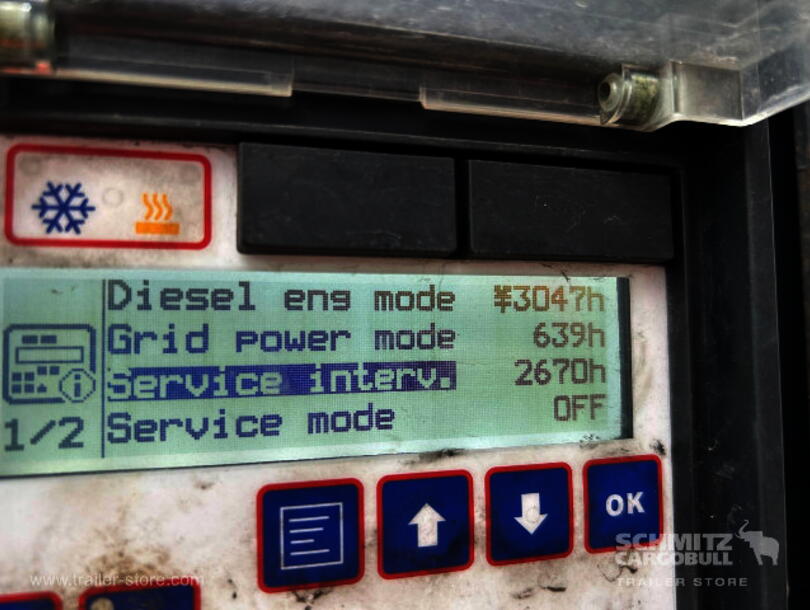 Diesel eng mode ¥3047h
Grid power mode 639h
Service interv. 2670h
1/2 Service mode OFF
OK
SCHMITZ
CARGOBULL
TRAILER STORE
www.trailer-store.com